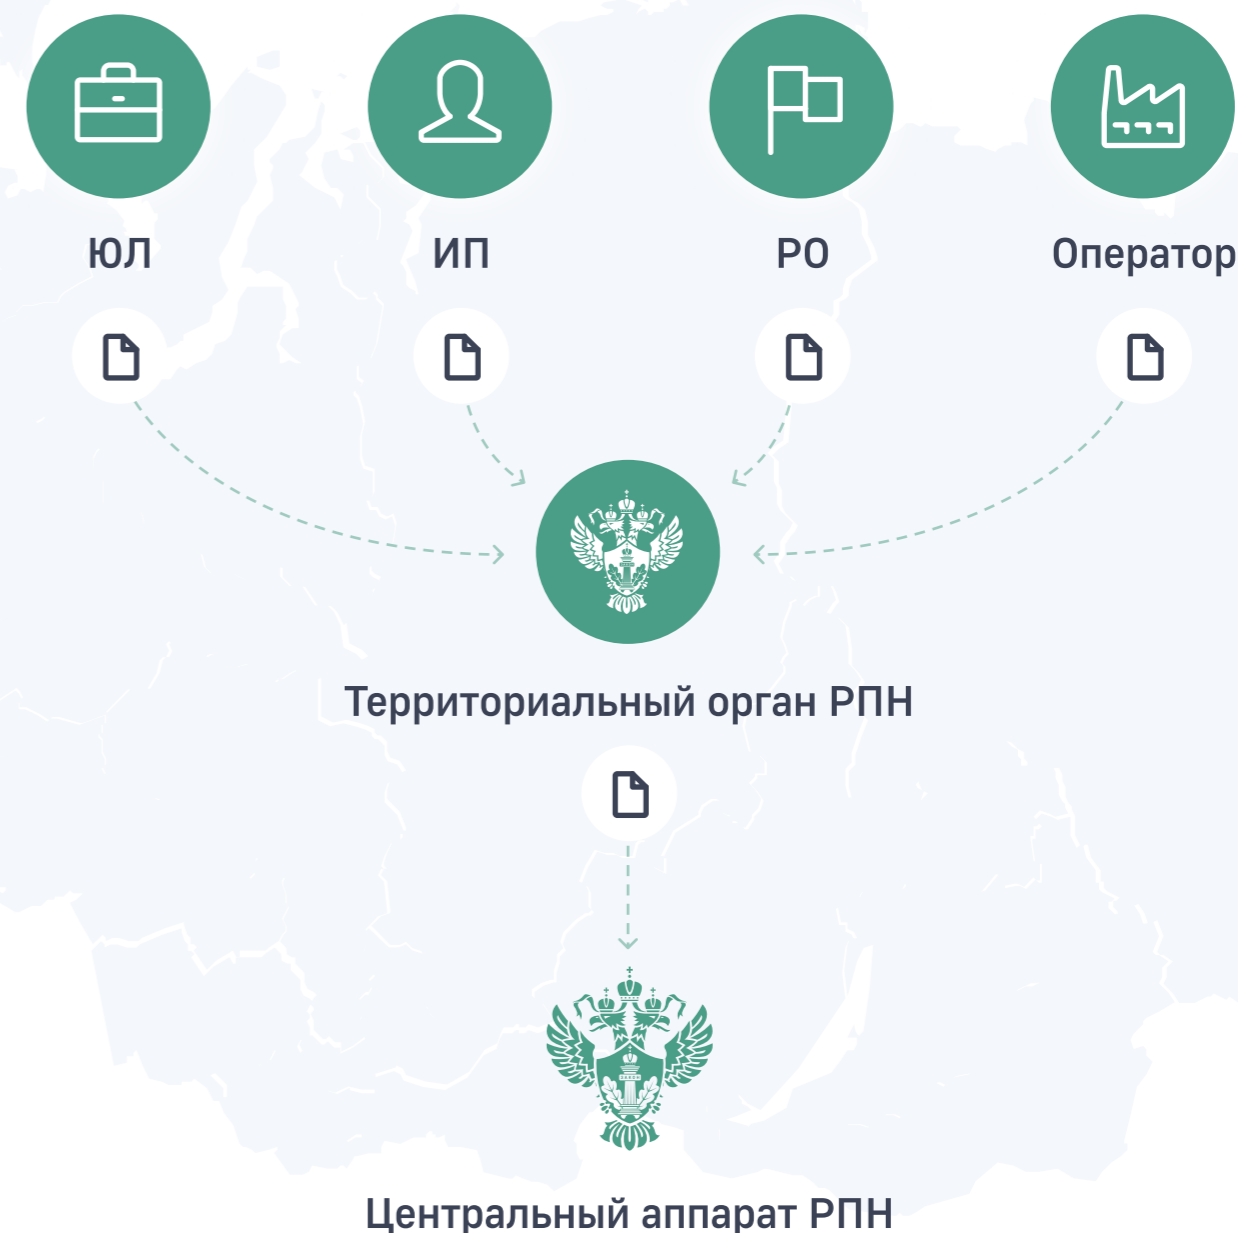 ЮЛ
ИП
РО
Оператор
Территориальный орган РПН
Центральный аппарат РПН